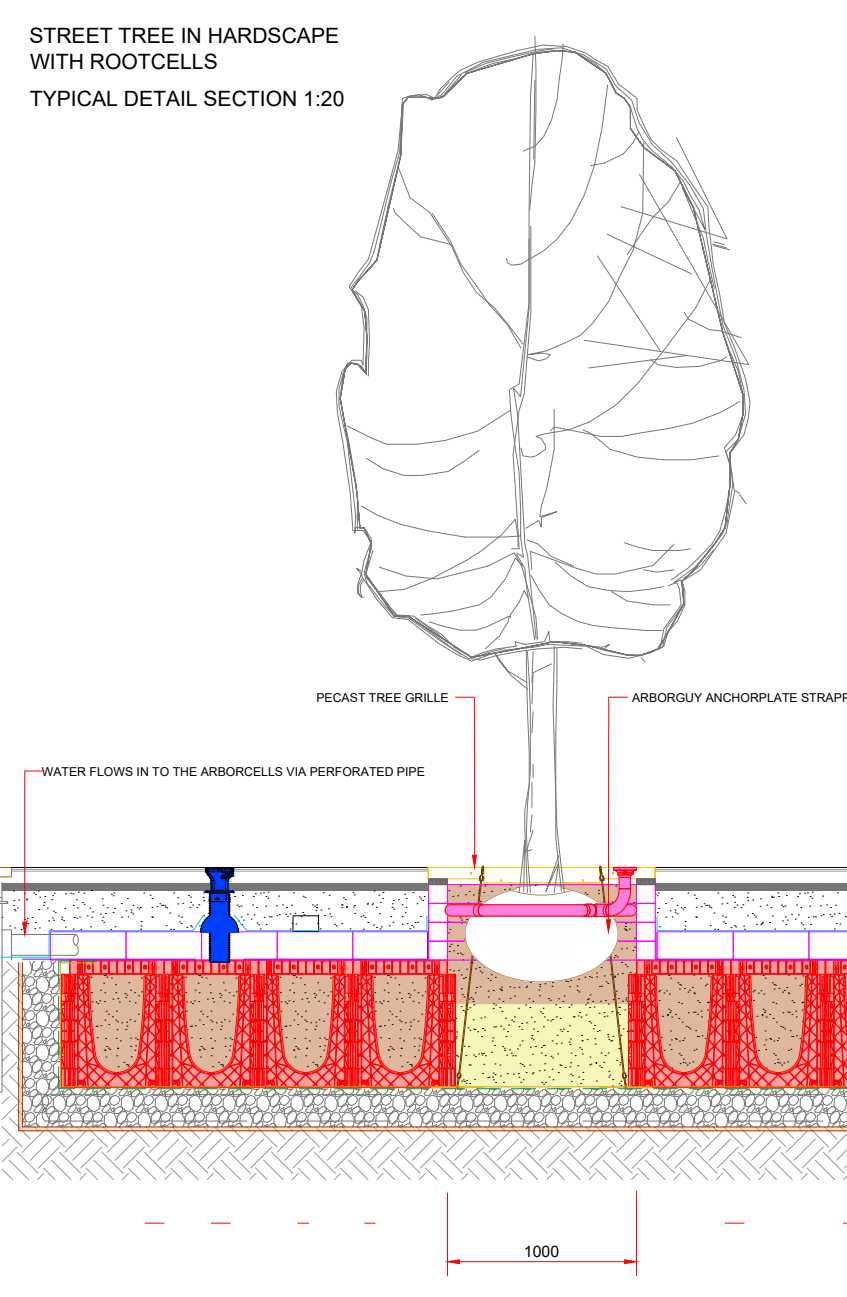 STREET TREE IN HARDSCAPE
WITH ROOTCELLS
TYPICAL DETAIL SECTION 1:20
PECAST TREE GRILLE
ARBORGUY ANCHORPLATE
WATER FLOWS IN TO THE ARBORCELLS VIA PERFORATED PIPE
1000